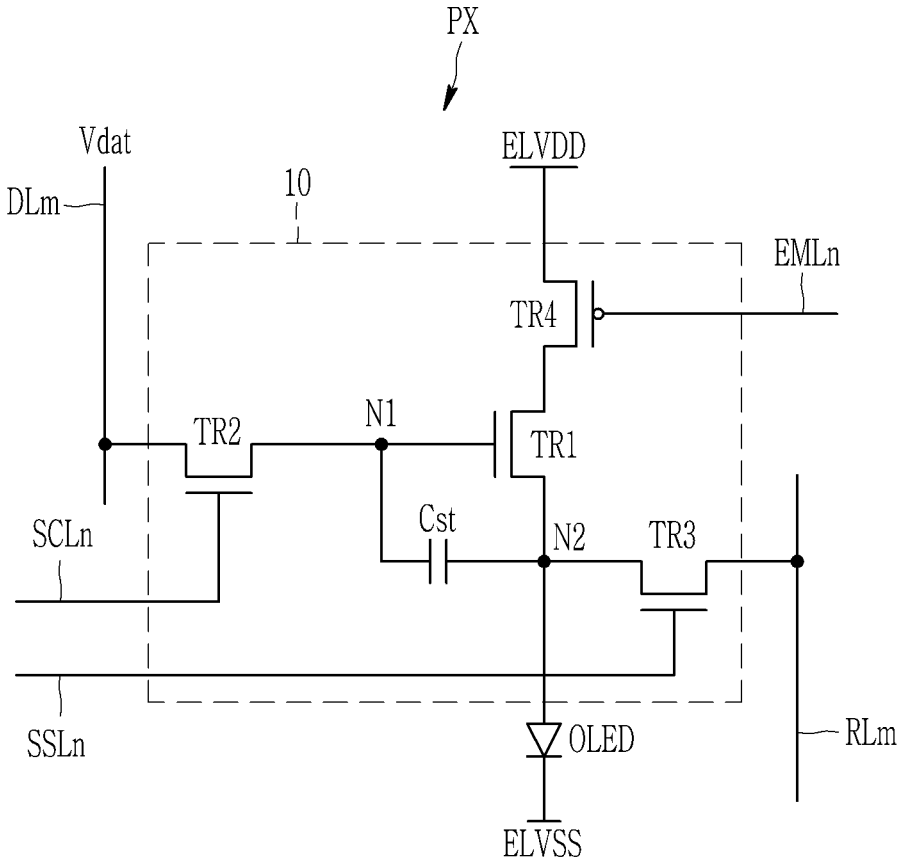 PX
Vdat
ELVDD
10
DLm
EMLn
TR4
N1
TR2
TR1
Cst
N2
TR3
SCLn
SSLn
OLED
RLm
ELVSS